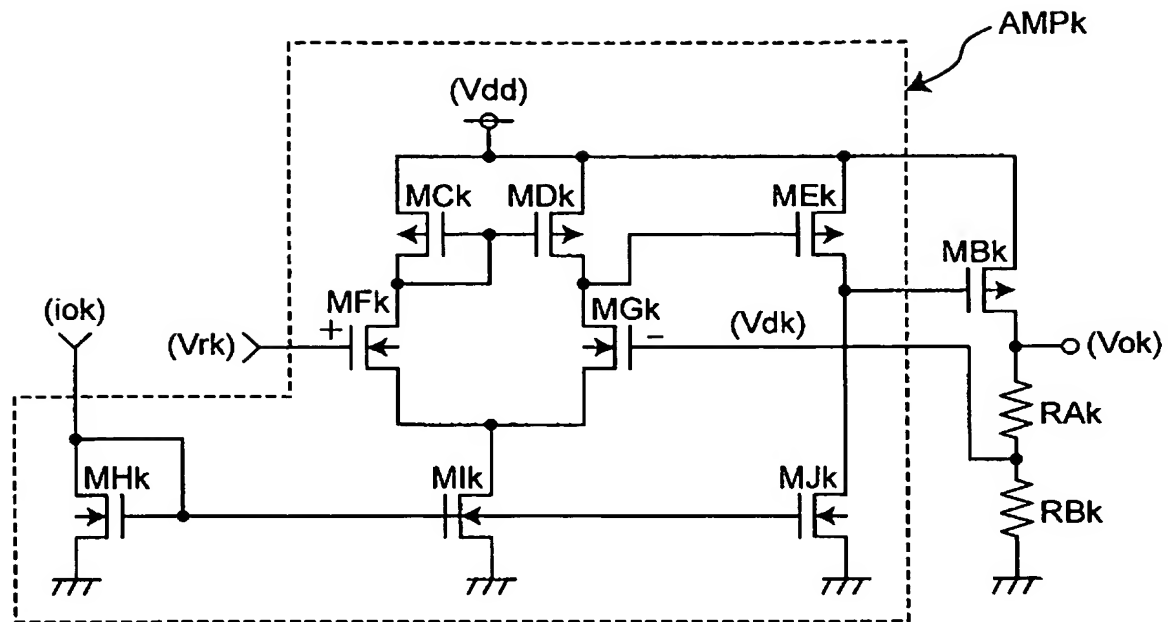 AMPk
(Vdd)
MCk MDk MEk
MBk
(iok) MFk MGk
(Vrk) + - (Vdk) (Vok)
RAk
MHk MIk MJk
RBk